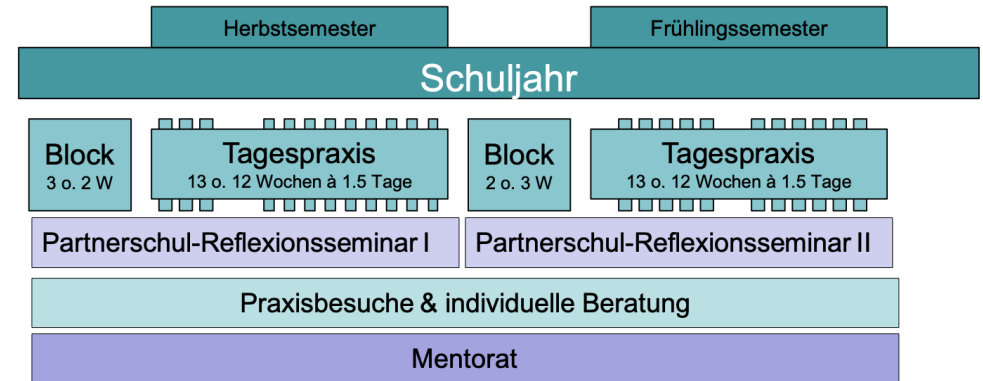 Herbstsemester
Frühlingssemester
Schuljahr
Block
3 o. 2 W
Tagespraxis
13 o. 12 Wochen à 1.5 Tage
Block
2 o. 3 W
Tagespraxis
13 o. 12 Wochen à 1.5 Tage
Partnerschul-Reflexionsseminar I
Partnerschul-Reflexionsseminar II
Praxisbesuche & individuelle Beratung
Mentorat